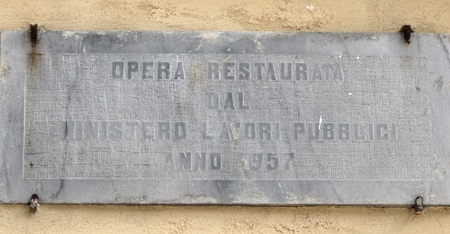 OPERA RESTAURATA
DAL
MINISTERO LAVORI PUBBLICI
ANNO 1957